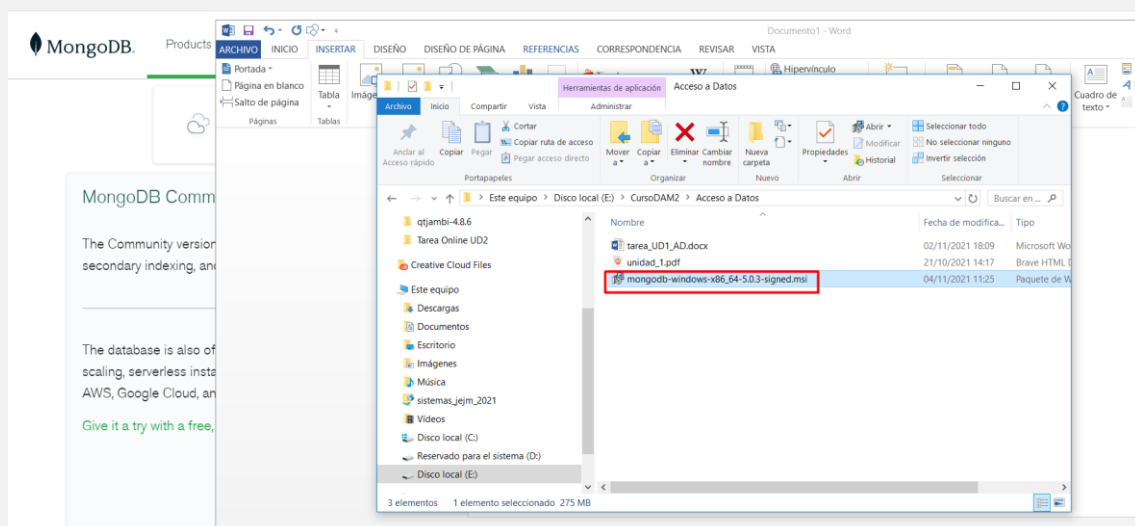 MongoDB.
Products
MongoDB Comm
The Community version
secondary indexing, and
The database is also of
scaling, serverless insta
AWS, Google Cloud, an
Give it a try with a free,
Documento1 - Word
ARCHIVO INICIO INSERTAR DISEÑO DISEÑO DE PÁGINA REFERENCIAS CORRESPONDENCIA REVISAR VISTA
Portada
Página en blanco
Salto de página
Páginas
Tabla
Tablas
Imáge
Hipervínculo
Cuadro de
texto
Herramientas de aplicación
Acceso a Datos
Archivo Inicio Compartir Vista Administrar
Anclar al
Acceso rápido
Copiar
Pegar
Cortar
Copiar ruta de acceso
Pegar acceso directo
Portapapeles
Mover
a
Copiar
a
Eliminar
Cambiar
nombre
Organizar
Nueva
carpeta
Nuevo
Propiedades
Abrir
Modificar
Historial
Abrir
Seleccionar todo
No seleccionar ninguno
Invertir selección
Seleccionar
Este equipo > Disco local (E:) > CursoDAM2 > Acceso a Datos
Buscar en ...
qtjambi-4.8.6
Tarea Online UD2
Creative Cloud Files
Este equipo
Descargas
Documentos
Escritorio
Imágenes
Música
sistemas_jejm_2021
Vídeos
Disco local (C:)
Reservado para el sistema (D:)
Disco local (E:)
Nombre Fecha de modifica... Tipo
tarea_UD1_AD.docx 02/11/2021 18:09 Microsoft Wo
unidad_1.pdf 21/10/2021 14:17 Brave HTML D
mongodb-windows-x86_64-5.0.3-signed.msi 04/11/2021 11:25 Paquete de W
3 elementos 1 elemento seleccionado 275 MB